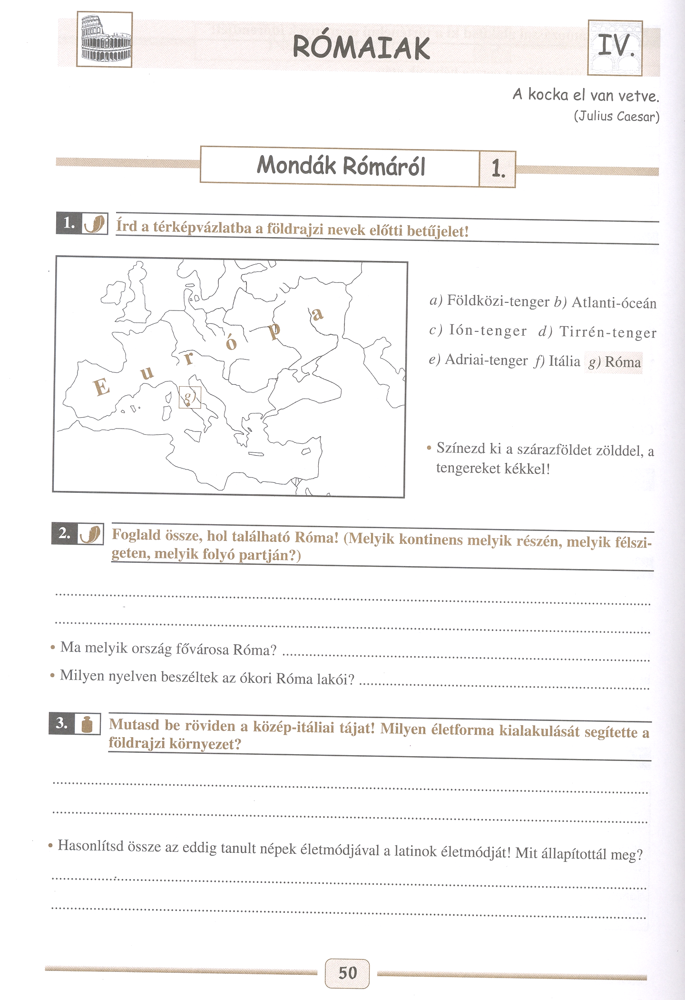 RÓMAIAK
IV.
A kocka el van vetve.
(Julius Caesar)
Mondák Rómáról
1.
1. Írd a térképvázlatba a földrajzi nevek előtti betűjelet!
E u r ó p a
g)
a) Földközi-tenger b) Atlanti-óceán
c) Ión-tenger d) Tirrén-tenger
e) Adriai-tenger f) Itália g) Róma
• Színezd ki a szárazföldet zölddel, a
tengereket kékkel!
2. Foglald össze, hol található Róma! (Melyik kontinens melyik részén, melyik félszi-
geten, melyik folyó partján?)
• Ma melyik ország fővárosa Róma?
• Milyen nyelven beszéltek az ókori Róma lakói?
3. Mutasd be röviden a közép-itáliai tájat! Milyen életforma kialakulását segítette a
földrajzi környezet?
• Hasonlítsd össze az eddig tanult népek életmódjával a latinok életmódját! Mit állapítottál meg?
50